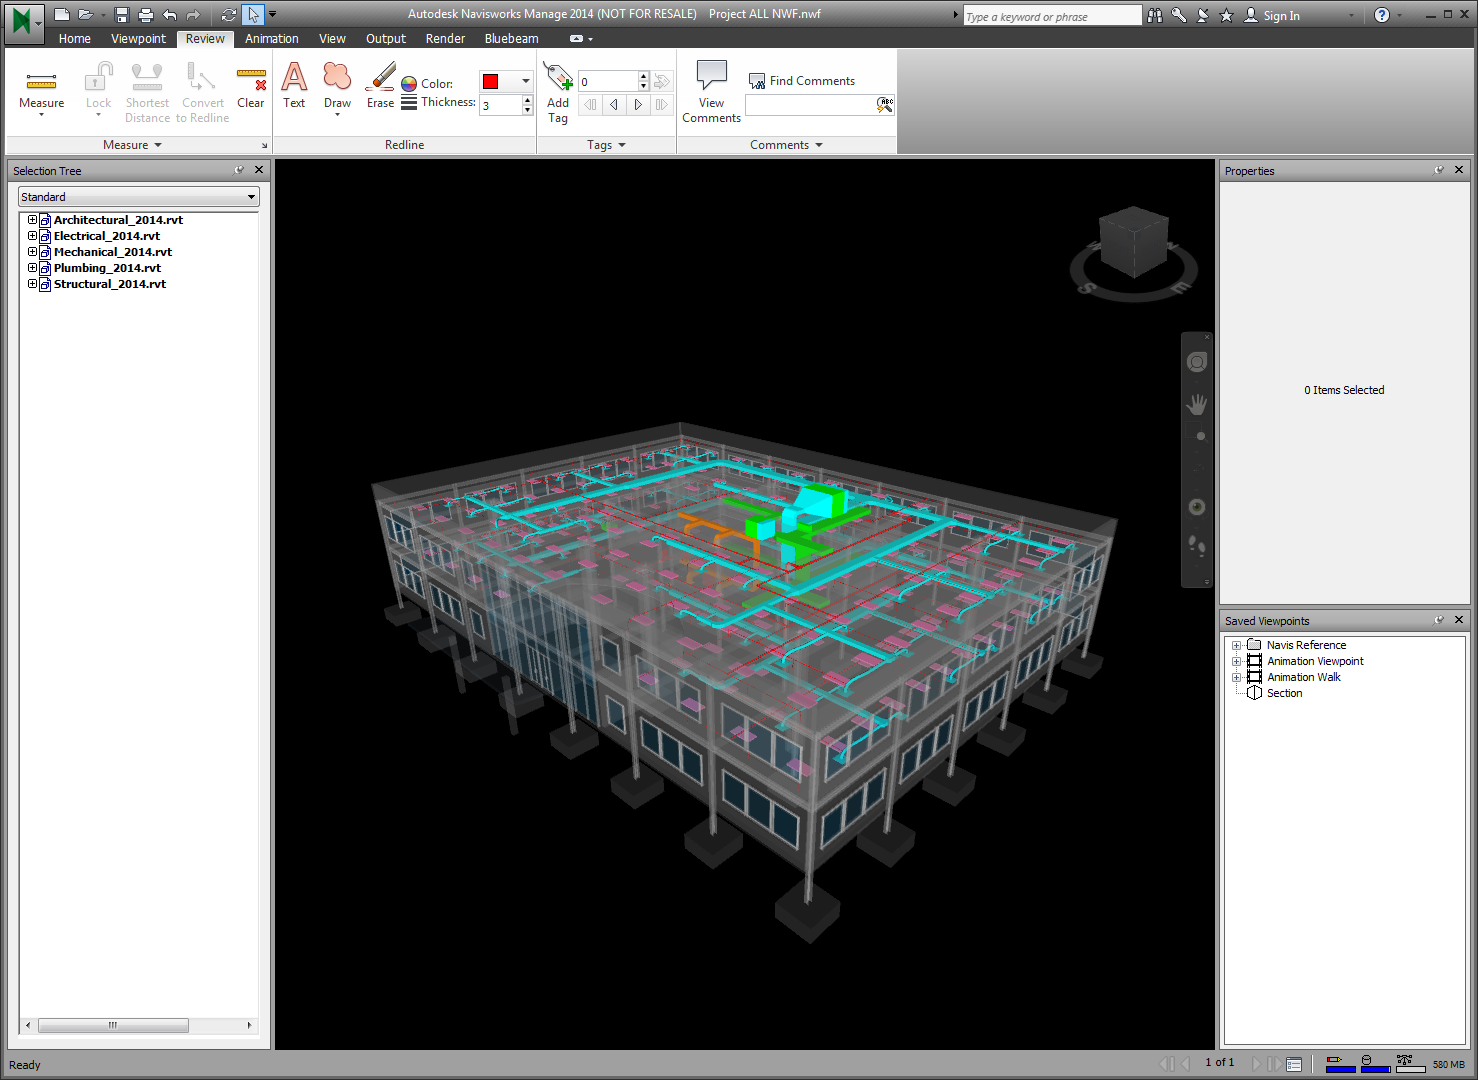 Autodesk Navisworks Manage 2014 (NOT FOR RESALE) Project ALL NWF.nwf
Type a keyword or phrase
Sign In
Home Viewpoint Review Animation View Output Render Bluebeam
Measure
Lock
Shortest Distance
Convert to Redline
Clear
Text
Draw
Erase
Color:
Thickness: 3
Add Tag
0
View Comments
Find Comments
ABC
Measure
Redline
Tags
Comments
Selection Tree
Standard
Architectural_2014.rvt
Electrical_2014.rvt
Mechanical_2014.rvt
Plumbing_2014.rvt
Structural_2014.rvt
W N
S E
Properties
0 Items Selected
Saved Viewpoints
Navis Reference
Animation Viewpoint
Animation Walk
Section
Ready
1 of 1
580 MB